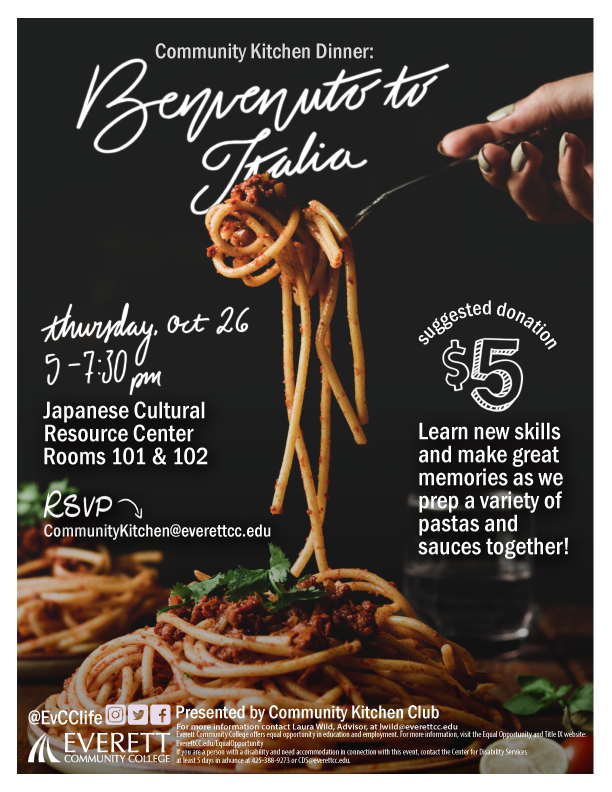 Community Kitchen Dinner:
Benvenuto to
Italia
thursday, oct 26
5-7:30 pm
Japanese Cultural
Resource Center
Rooms 101 & 102
RSVP
CommunityKitchen@everettcc.edu
suggested donation
$5
Learn new skills
and make great
memories as we
prep a variety of
pastas and
sauces together!
@EvCClife
EVERETT
COMMUNITY COLLEGE
Presented by Community Kitchen Club
For more information contact Laura Wild, Advisor, at lwild@everettcc.edu
Everett Community College offers equal opportunity in education and employment. For more information, visit the Equal Opportunity and Title IX website:
EverettCC.edu/EqualOpportunity
If you are a person with a disability and need accommodation in connection with this event, contact the Center for Disability Services
at least 5 days in advance at 425-388-9273 or CDS@everettcc.edu.